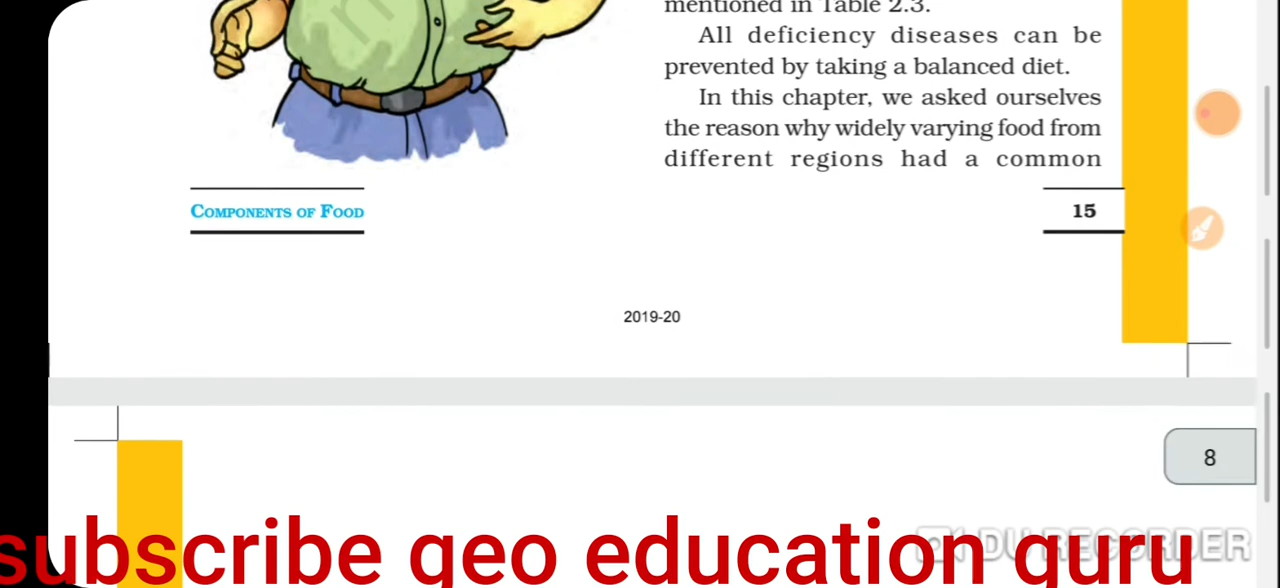 mentioned in Table 2.3.
All deficiency diseases can be
prevented by taking a balanced diet.
In this chapter, we asked ourselves
the reason why widely varying food from
different regions had a common
COMPONENTS OF FOOD
15
2019-20
8
subscribe geo education guru
DU RECORDER